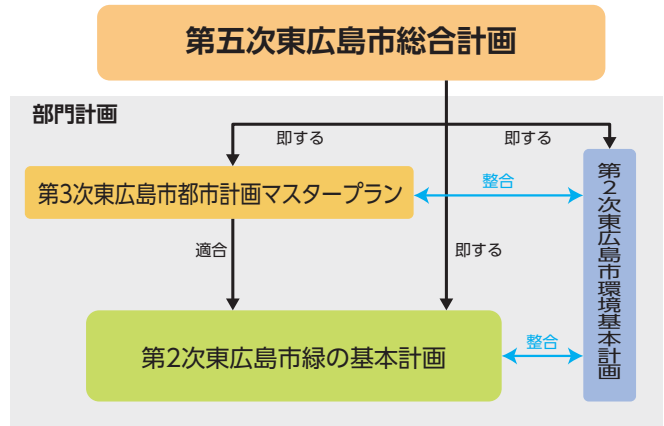 第五次東広島市総合計画
部門計画
即する
即する
第3次東広島市都市計画マスタープラン
整合
第2次東広島市環境基本計画
適合
即する
第2次東広島市緑の基本計画
整合